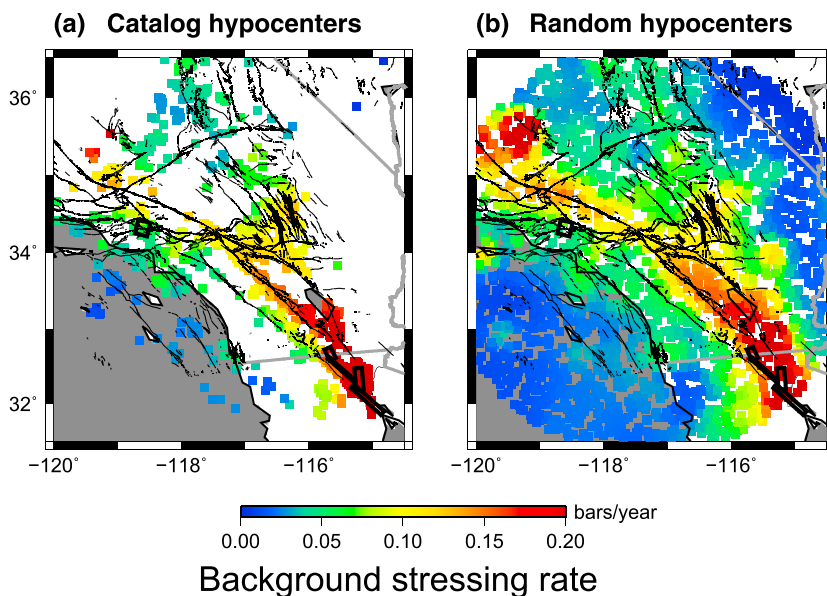 (a) Catalog hypocenters
(b) Random hypocenters
36°
34°
32°
−120° −118° −116°
−120° −118° −116°
bars/year
0.00 0.05 0.10 0.15 0.20
Background stressing rate